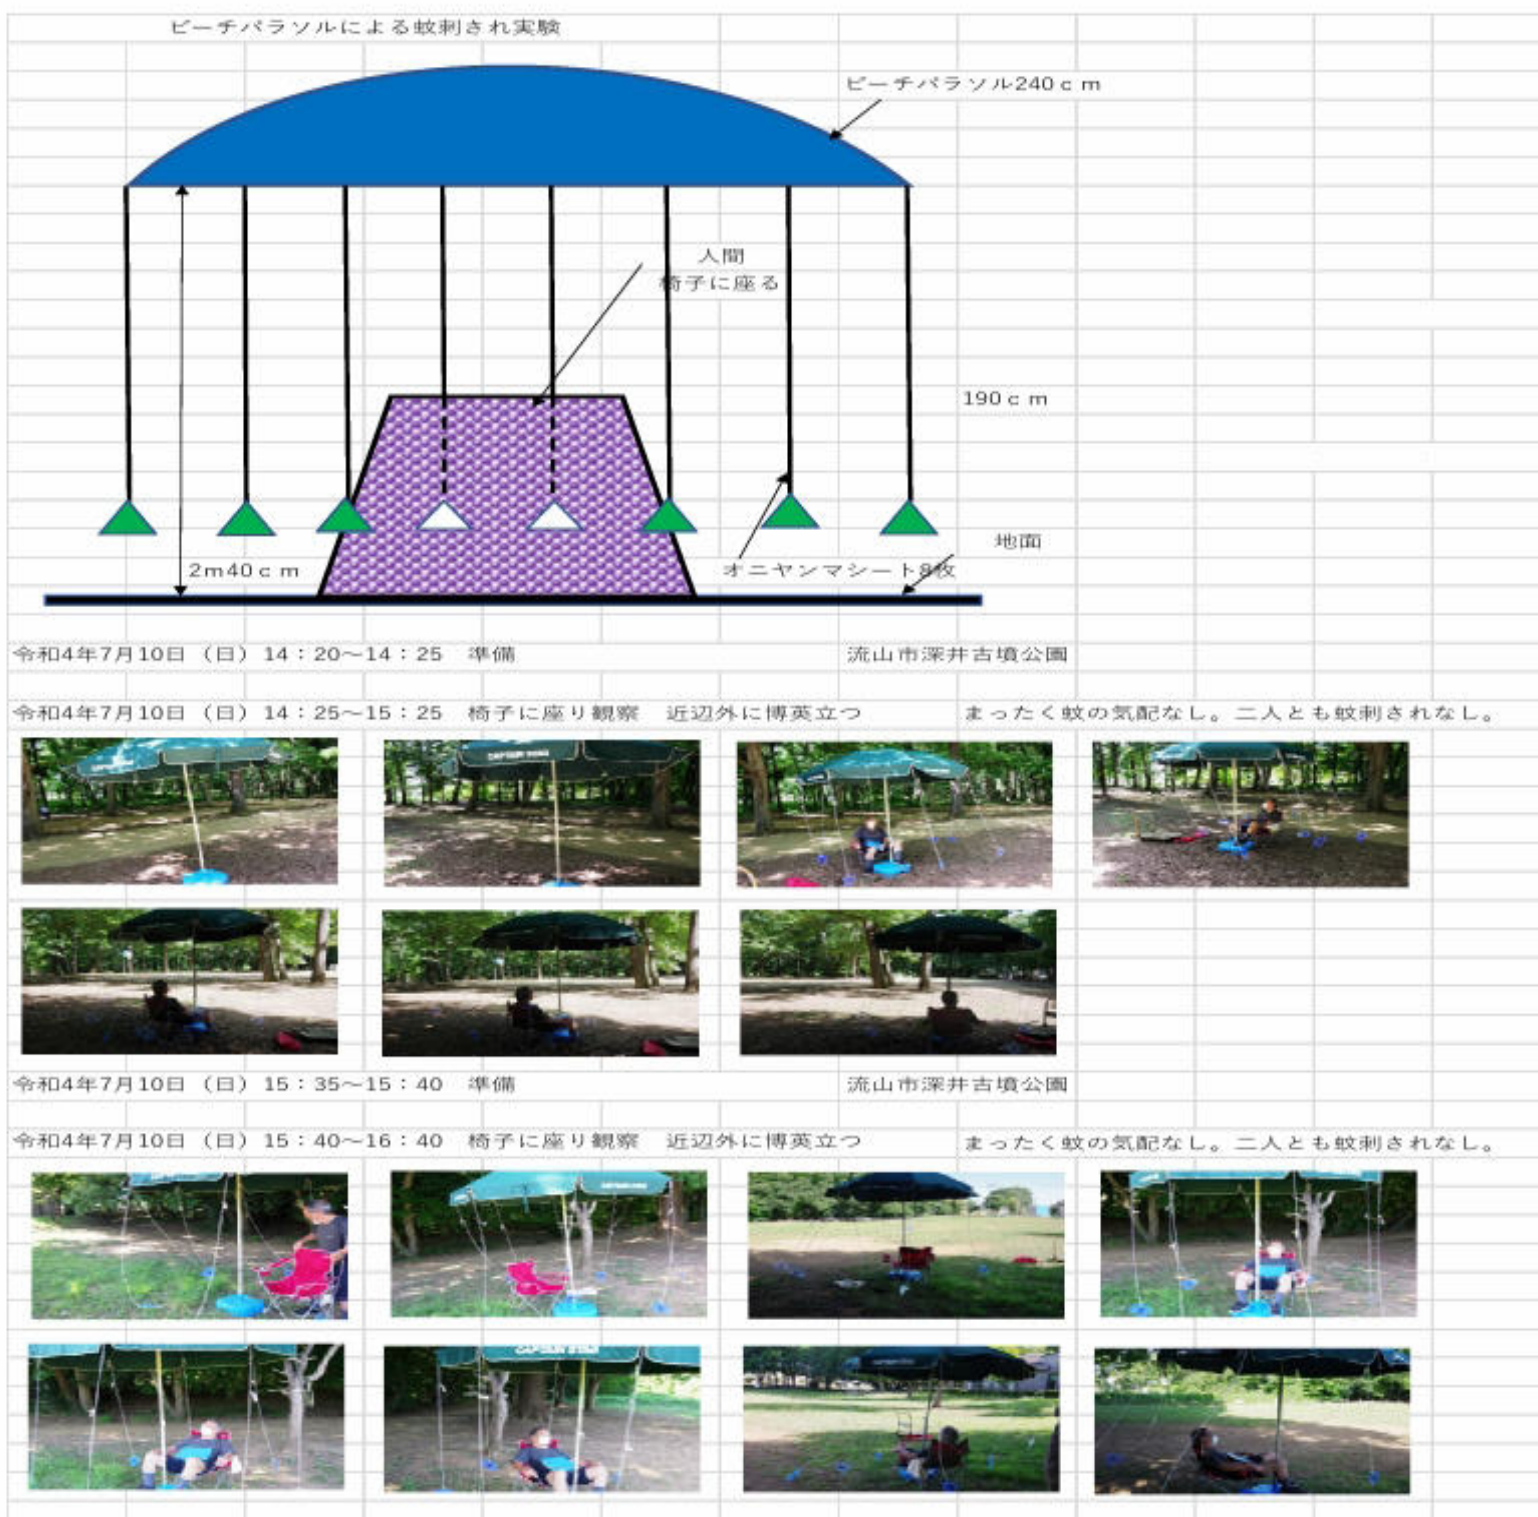 ビーチパラソルによる蚊刺され実験
ビーチパラソル240ｃｍ
人間
椅子に座る
190ｃｍ
地面
2m40ｃｍ
オニヤンマシート8枚
令和4年7月10日（日）14：20～14：25　準備　流山市深井古墳公園
令和4年7月10日（日）14：25～15：25　椅子に座り観察　近辺外に博英立つ　まったく蚊の気配なし。二人とも蚊刺されなし。
CAPTAIN STAG
令和4年7月10日（日）15：35～15：40　準備　流山市深井古墳公園
令和4年7月10日（日）15：40～16：40　椅子に座り観察　近辺外に博英立つ　まったく蚊の気配なし。二人とも蚊刺されなし。
CAPTAIN STAG